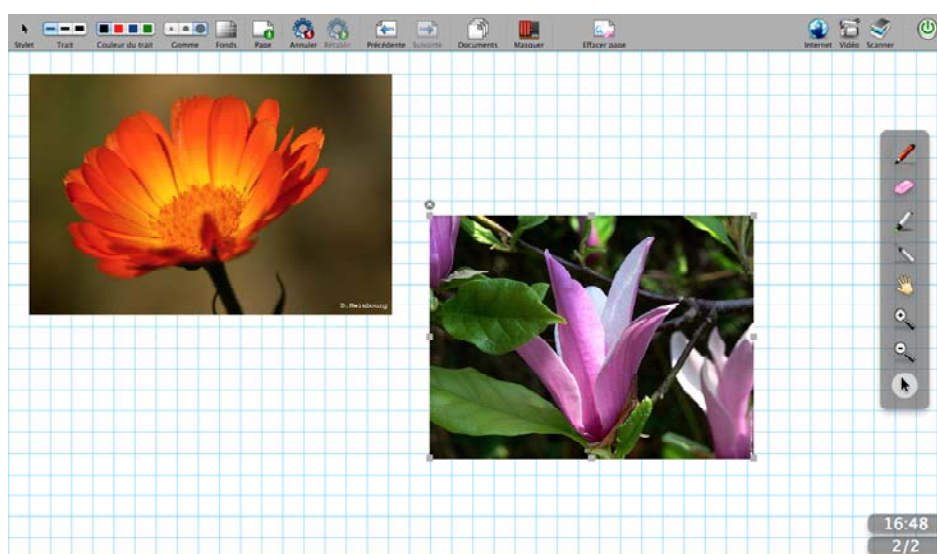 Stylet Trait Couleur du trait Gomme Fonds Page Annuler Rétablir Précédente Suivante Documents Masquer Effacer page Internet Vidéo Scanner
16:48
2/2